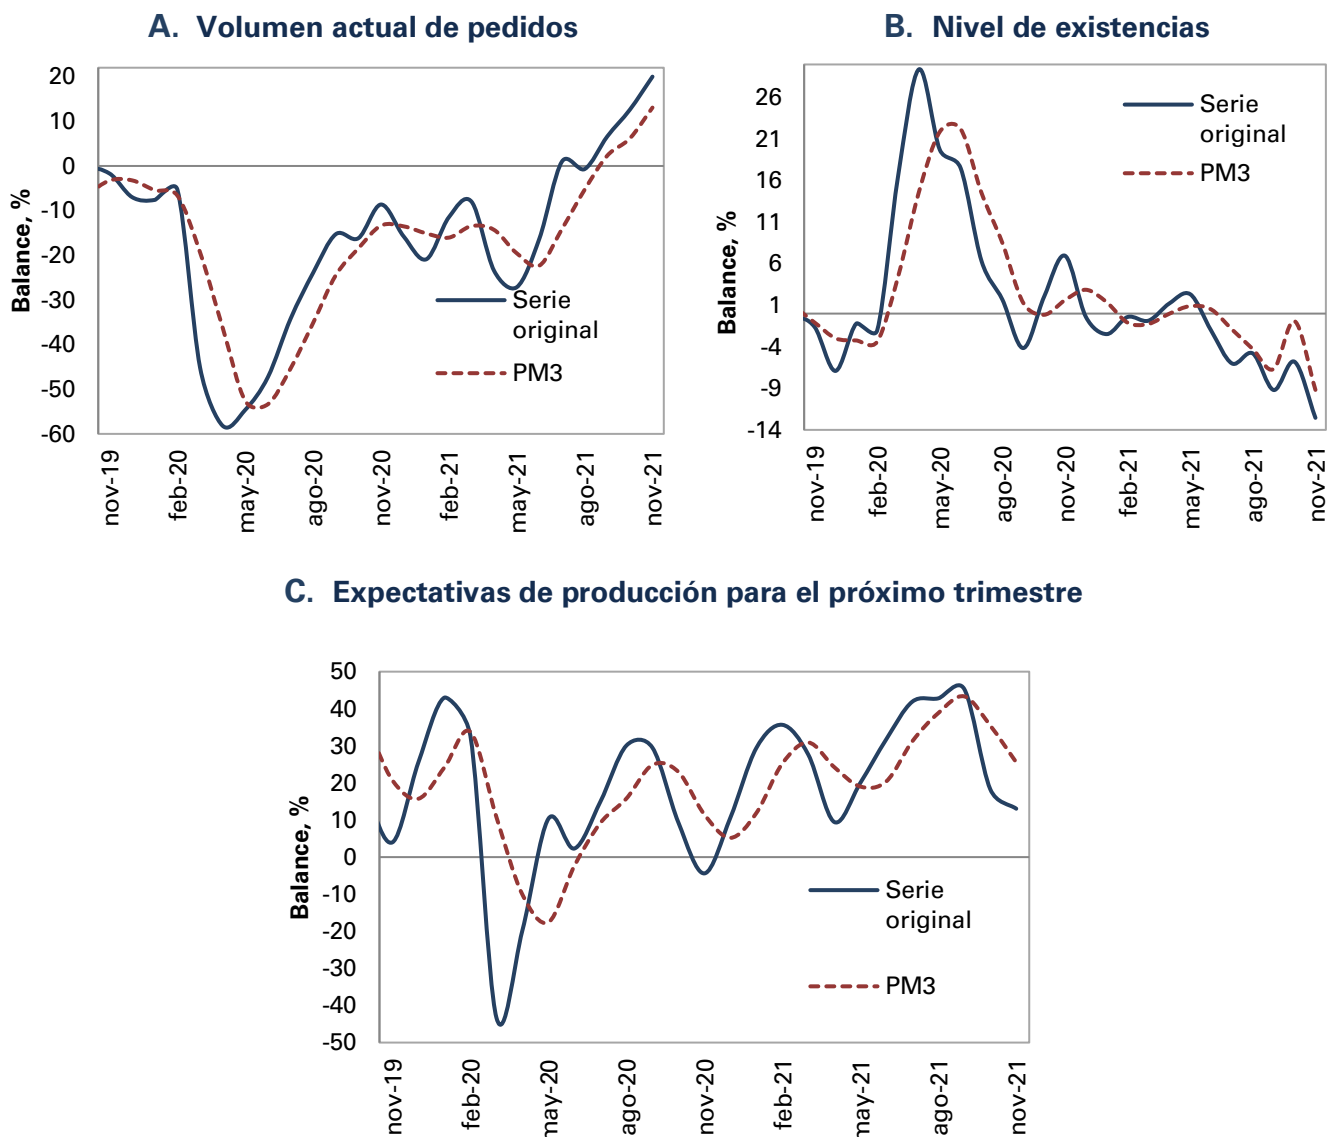 A. Volumen actual de pedidos
20
10
0
-10
-20
-30
-40
-50
-60
Balance, %
Serie
original
PM3
nov-19
feb-20
may-20
ago-20
nov-20
feb-21
may-21
ago-21
nov-21
B. Nivel de existencias
26
21
16
11
6
1
-4
-9
-14
Balance, %
Serie
original
PM3
nov-19
feb-20
may-20
ago-20
nov-20
feb-21
may-21
ago-21
nov-21
C. Expectativas de producción para el próximo trimestre
50
40
30
20
10
0
-10
-20
-30
-40
-50
Balance, %
Serie
original
PM3
nov-19
feb-20
may-20
ago-20
nov-20
feb-21
may-21
ago-21
nov-21